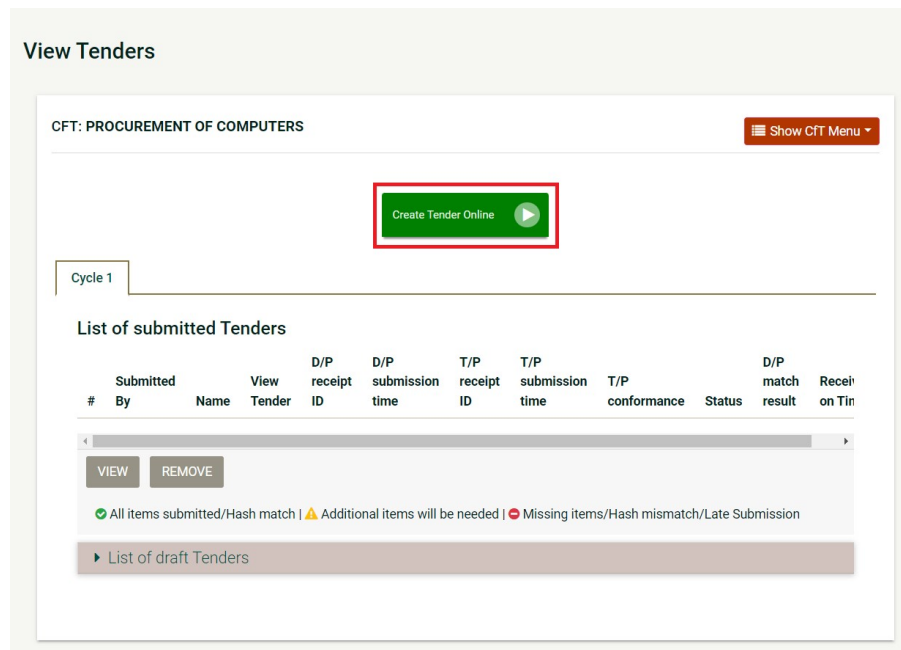 View Tenders
CFT: PROCUREMENT OF COMPUTERS
Show CfT Menu
Create Tender Online
Cycle 1
List of submitted Tenders
# Submitted By Name View Tender D/P receipt ID D/P submission time T/P receipt ID T/P submission time T/P conformance Status D/P match result on
VIEW REMOVE
All items submitted/Hash match | Additional items will be needed | Missing items/Hash mismatch/Late Submission
List of draft Tenders